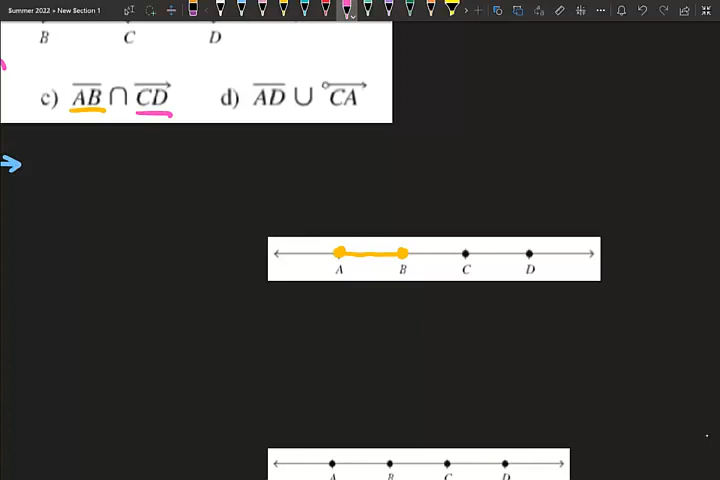 Summer 2022 » New Section 1
B C D
c) AB ∩ CD d) AD ∪ CA
A B C D
A B C D